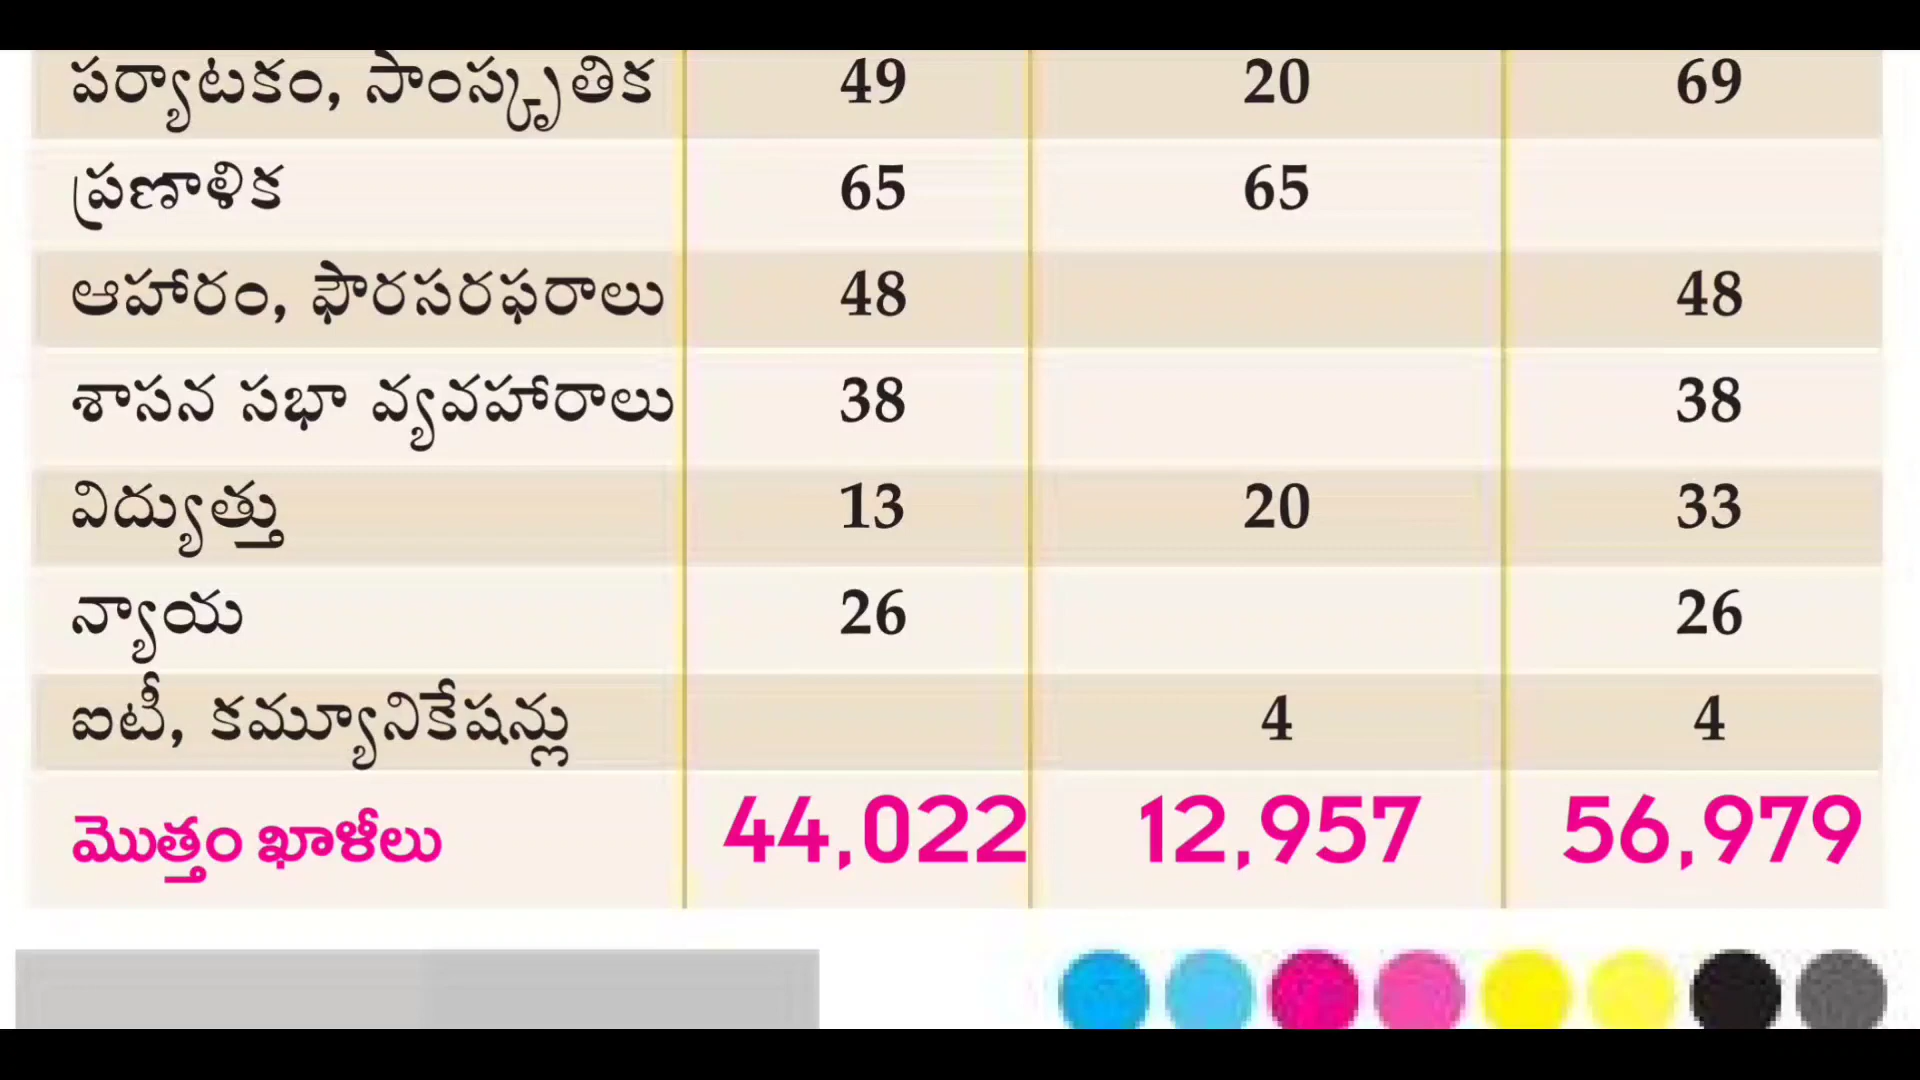 పర్యాటకం, సాంస్కృతిక 49 20 69
ప్రణాళిక 65 65
ఆహారం, ఫౌరసరఫరాలు 48 48
శాసన సభా వ్యవహారాలు 38 38
విద్యుత్తు 13 20 33
న్యాయ 26 26
ఐటీ, కమ్యూనికేషన్లు 4 4
మొత్తం ఖాళీలు 44,022 12,957 56,979